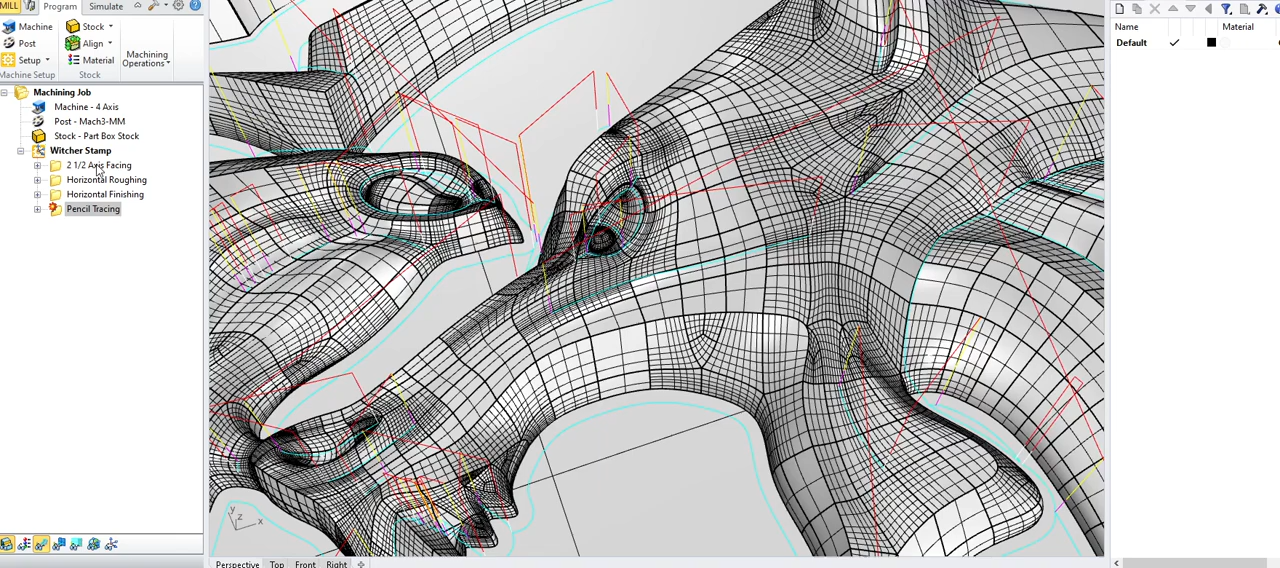 MILL
Program
Simulate
Machine
Stock
Post
Align
Machining
Operations
Setup
Material
Machine Setup
Stock
Machining Job
Machine - 4 Axis
Post - Mach3-MM
Stock - Part Box Stock
Witcher Stamp
2 1/2 Axis Facing
Horizontal Roughing
Horizontal Finishing
Pencil Tracing
Name
Material
Default
y
z
x
Perspective
Top
Front
Right